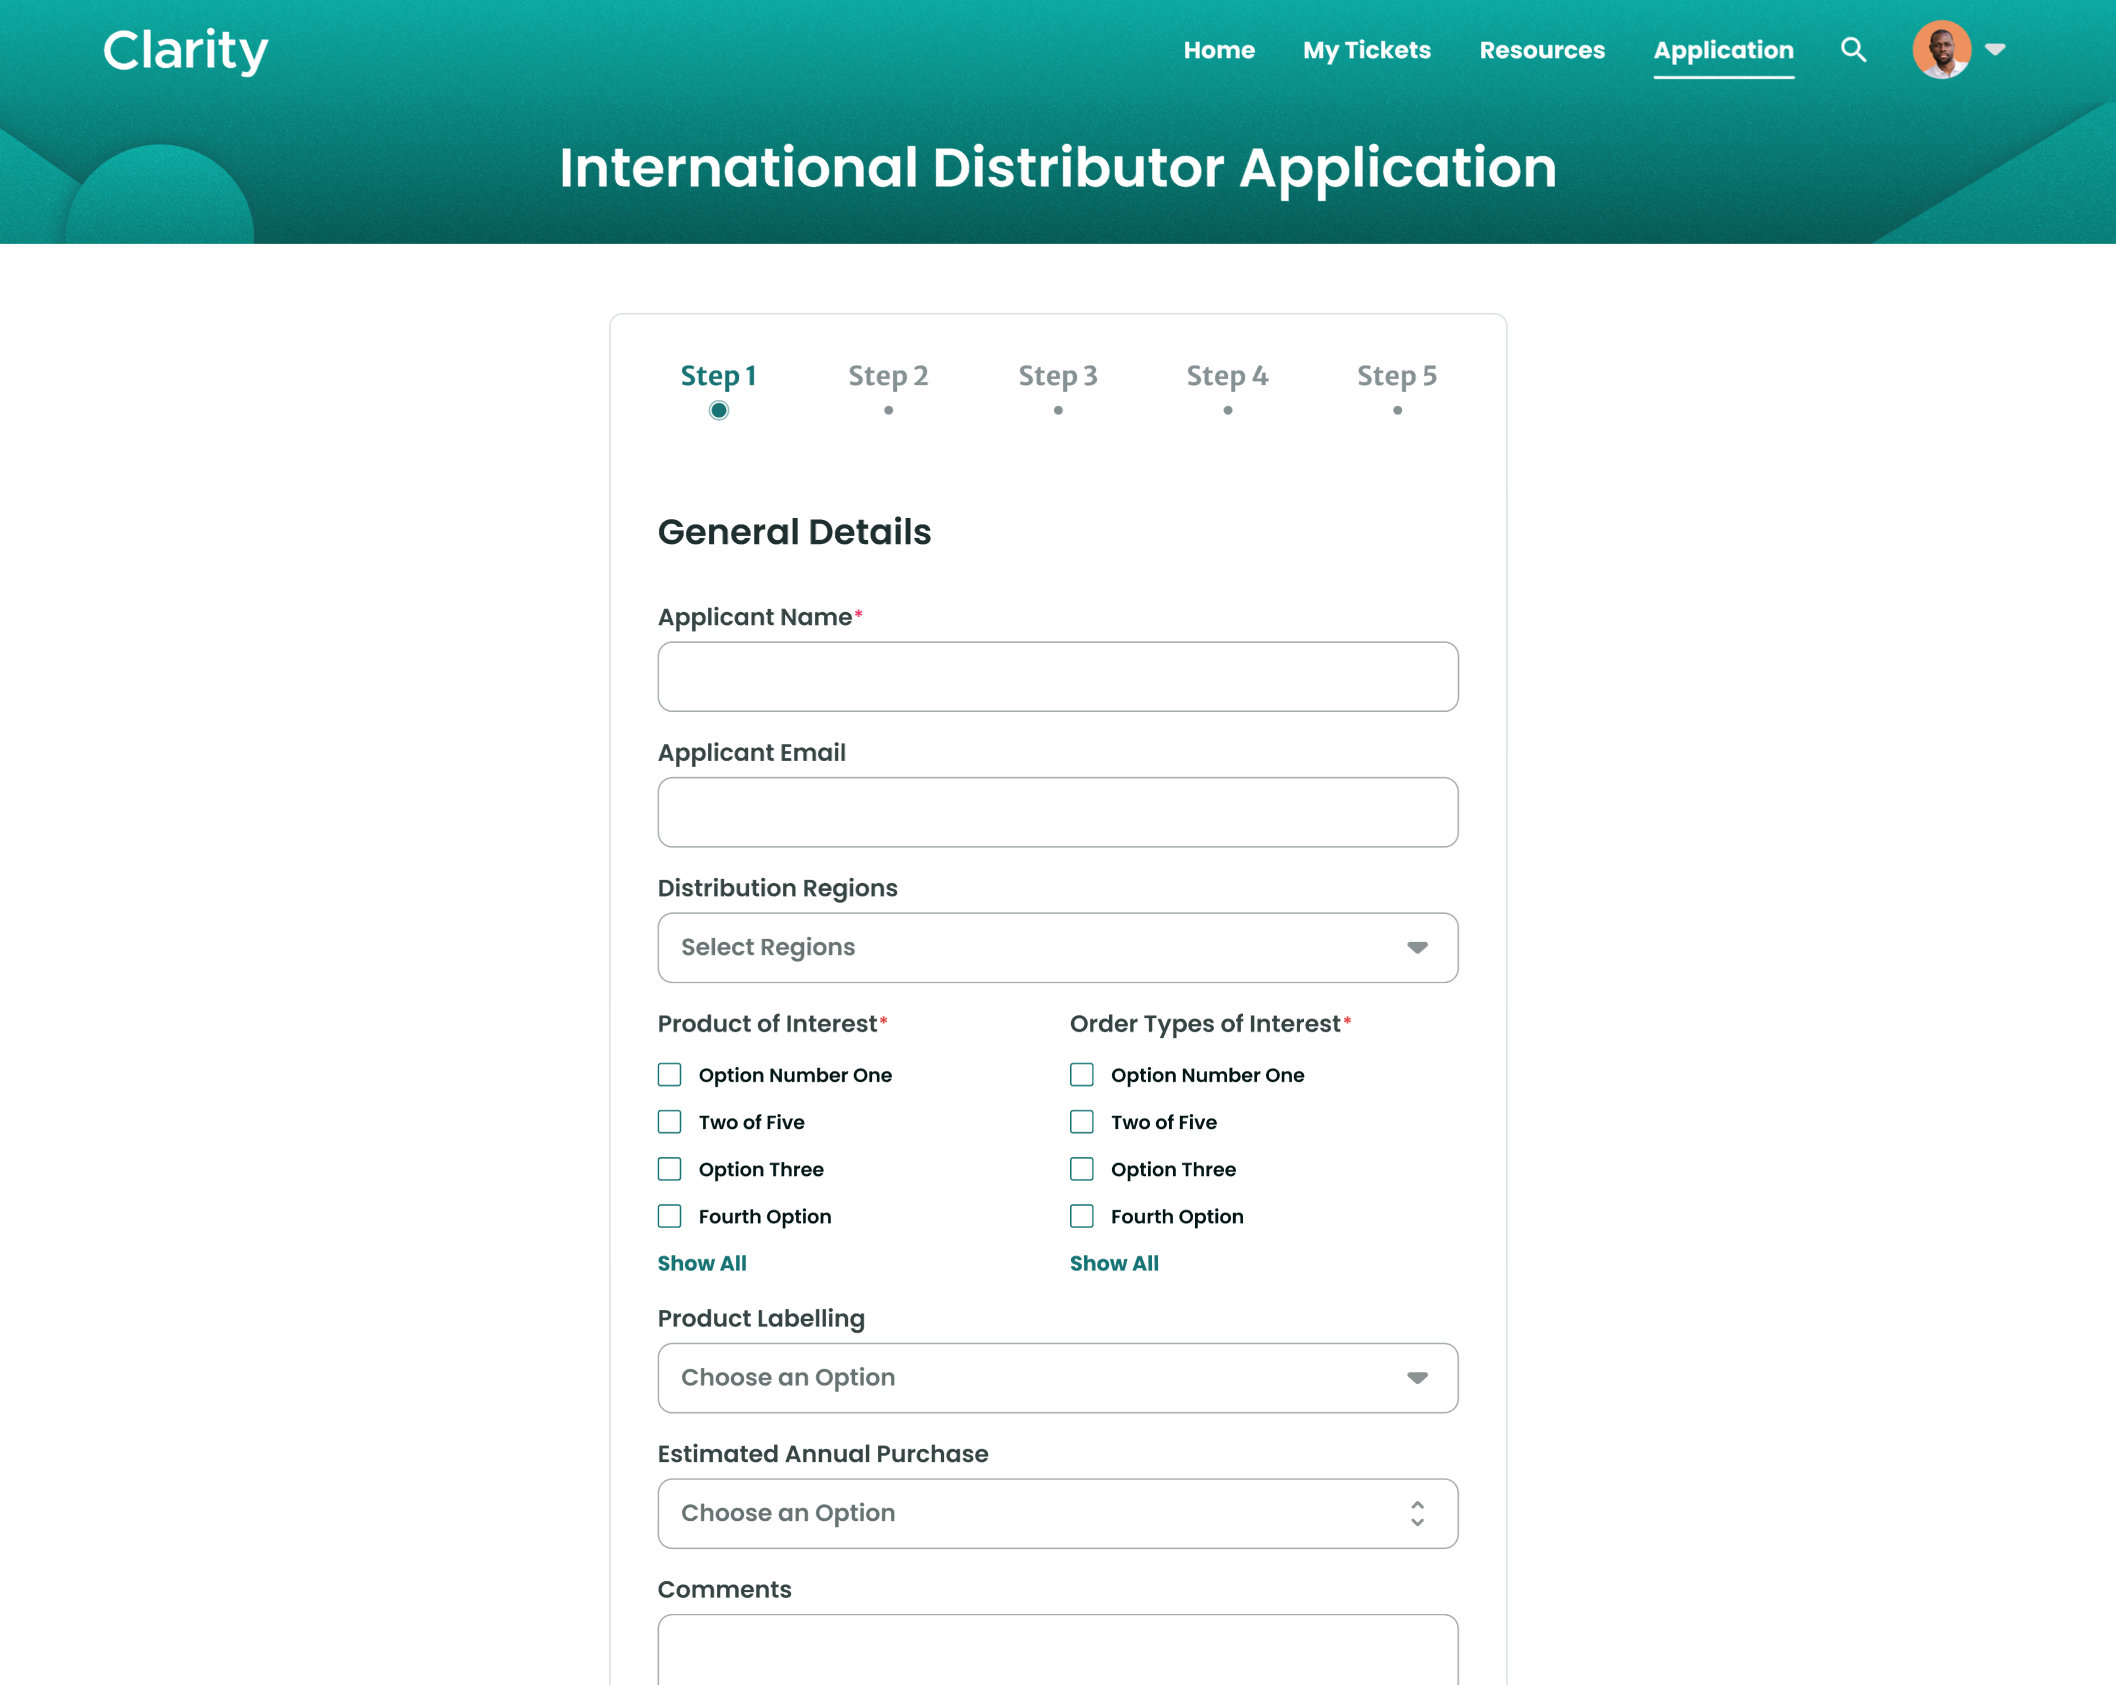 Clarity
Home My Tickets Resources Application
International Distributor Application
Step 1 Step 2 Step 3 Step 4 Step 5
General Details
Applicant Name*
Applicant Email
Distribution Regions
Select Regions
Product of Interest*
Option Number One
Two of Five
Option Three
Fourth Option
Show All
Order Types of Interest*
Option Number One
Two of Five
Option Three
Fourth Option
Show All
Product Labelling
Choose an Option
Estimated Annual Purchase
Choose an Option
Comments